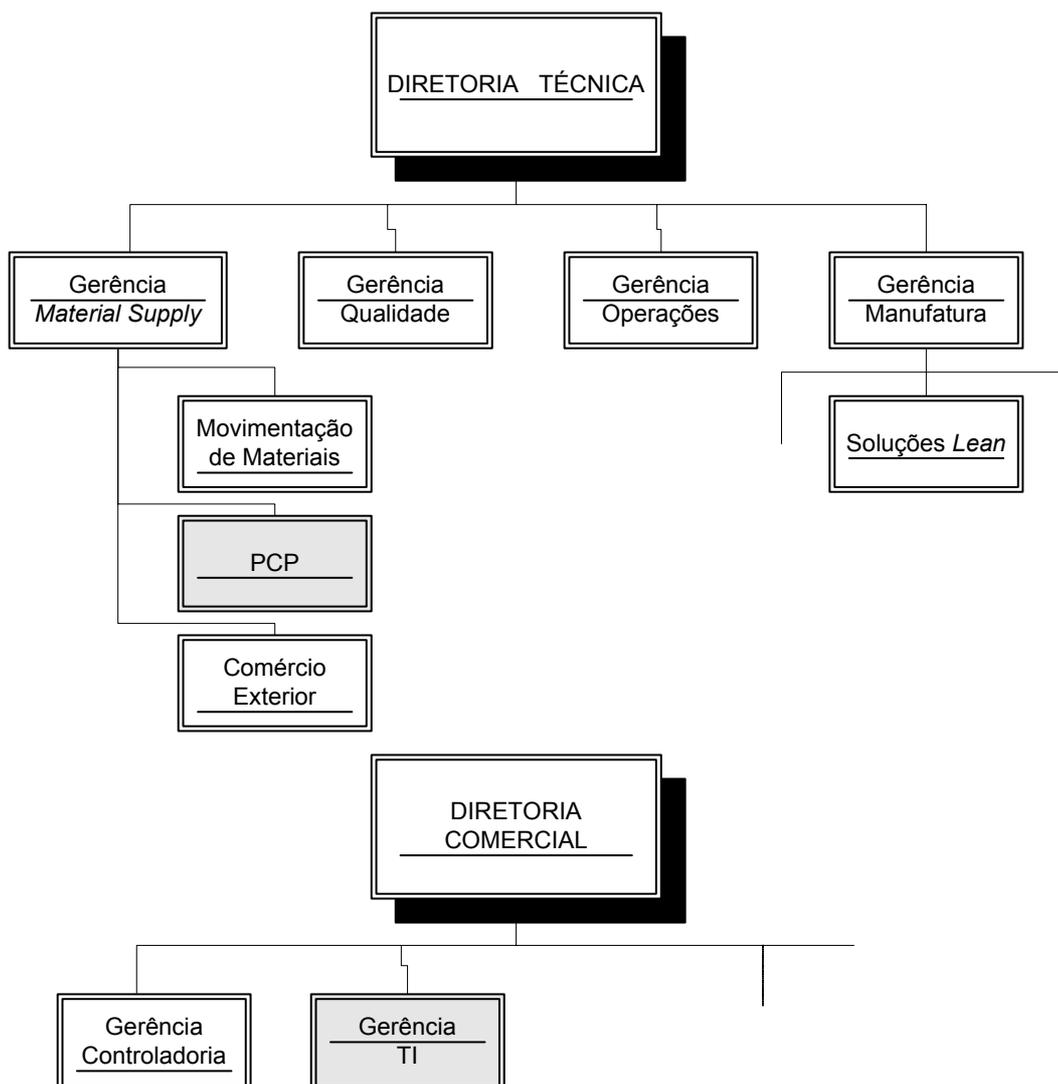 DIRETORIA TÉCNICA
Gerência
Material Supply
Gerência
Qualidade
Gerência
Operações
Gerência
Manufatura
Movimentação
de Materiais
Soluções Lean
PCP
Comércio
Exterior
DIRETORIA
COMERCIAL
Gerência
Controladoria
Gerência
TI